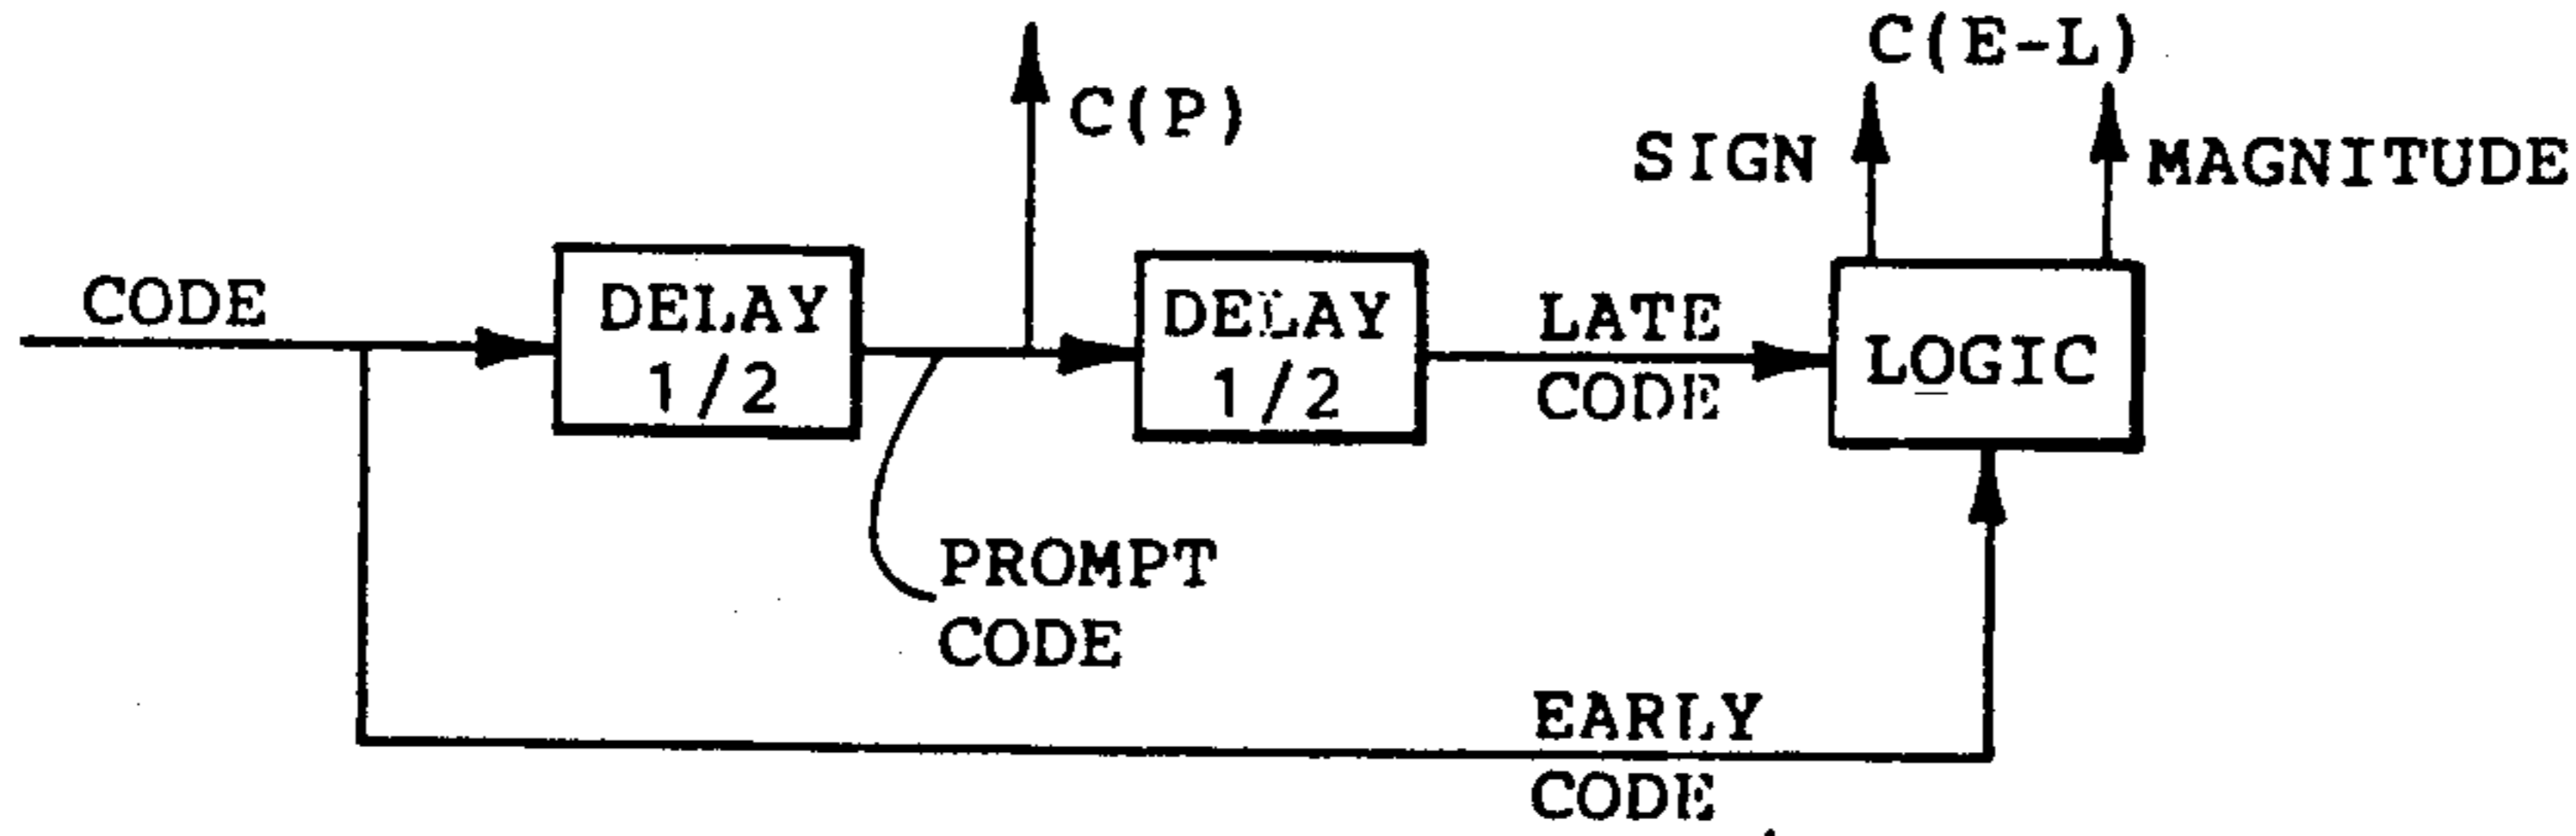 C(E-L)
C(P)
SIGN
MAGNITUDE
CODE
DELAY
1/2
DELAY
1/2
LATE
CODE
LOGIC
PROMPT
CODE
EARLY
CODE